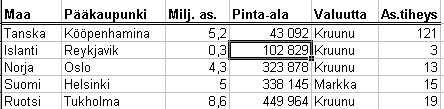 Maa Pääkaupunki Milj. as. Pinta-ala Valuutta As.tiheys
Tanska Kööpenhamina 5,2 43 092 Kruunu 121
Islanti Reykjavik 0,3 102 829 Kruunu 3
Norja Oslo 4,3 323 878 Kruunu 13
Suomi Helsinki 5 338 145 Markka 15
Ruotsi Tukholma 8,6 449 964 Kruunu 19